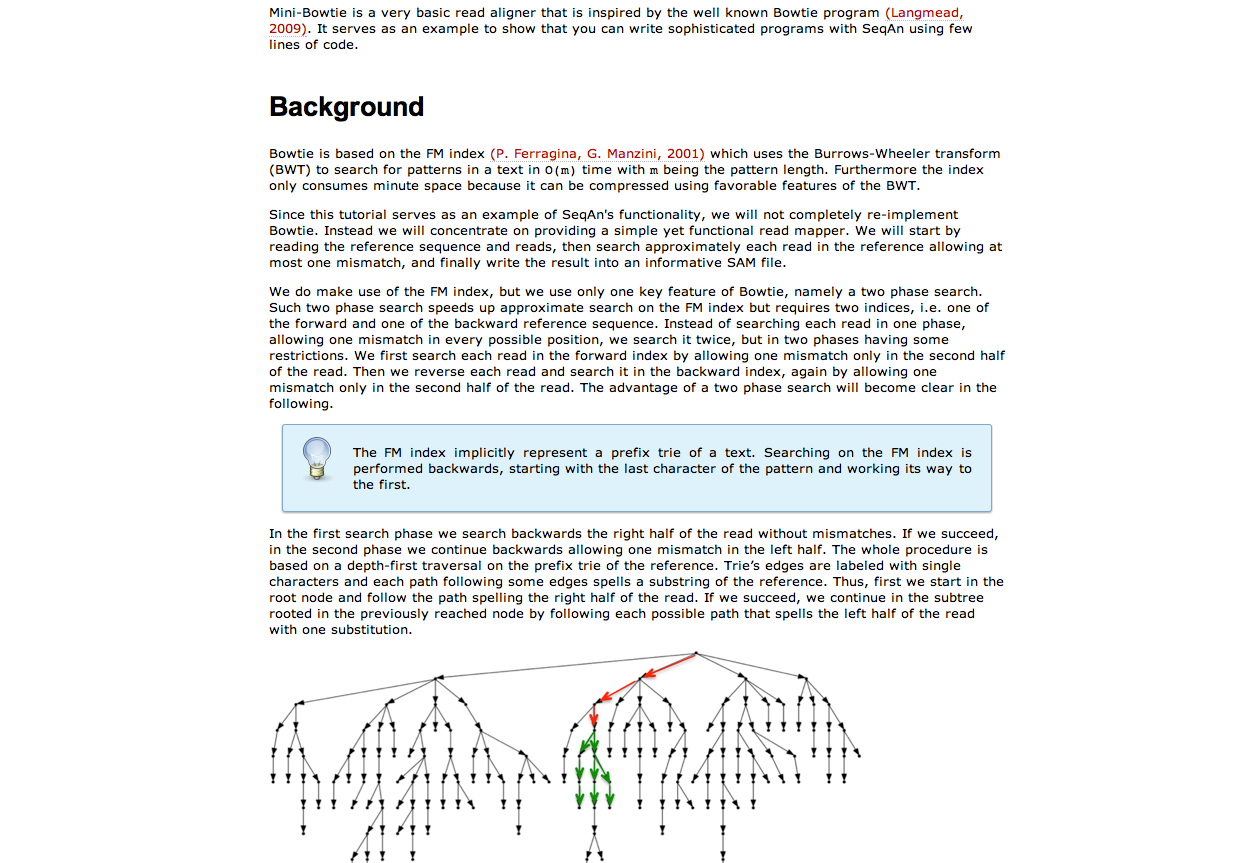 Mini-Bowtie is a very basic read aligner that is inspired by the well known Bowtie program (Langmead,
2009). It serves as an example to show that you can write sophisticated programs with SeqAn using few
lines of code.
Background
Bowtie is based on the FM index (P. Ferragina, G. Manzini, 2001) which uses the Burrows-Wheeler transform
(BWT) to search for patterns in a text in O(m) time with m being the pattern length. Furthermore the index
only consumes minute space because it can be compressed using favorable features of the BWT.
Since this tutorial serves as an example of SeqAn's functionality, we will not completely re-implement
Bowtie. Instead we will concentrate on providing a simple yet functional read mapper. We will start by
reading the reference sequence and reads, then search approximately each read in the reference allowing at
most one mismatch, and finally write the result into an informative SAM file.
We do make use of the FM index, but we use only one key feature of Bowtie, namely a two phase search.
Such two phase search speeds up approximate search on the FM index but requires two indices, i.e. one of
the forward and one of the backward reference sequence. Instead of searching each read in one phase,
allowing one mismatch in every possible position, we search it twice, but in two phases having some
restrictions. We first search each read in the forward index by allowing one mismatch only in the second half
of the read. Then we reverse each read and search it in the backward index, again by allowing one
mismatch only in the second half of the read. The advantage of a two phase search will become clear in the
following.
The FM index implicitly represent a prefix trie of a text. Searching on the FM index is
performed backwards, starting with the last character of the pattern and working its way to
the first.
In the first search phase we search backwards the right half of the read without mismatches. If we succeed,
in the second phase we continue backwards allowing one mismatch in the left half. The whole procedure is
based on a depth-first traversal on the prefix trie of the reference. Trie's edges are labeled with single
characters and each path following some edges spells a substring of the reference. Thus, first we start in the
root node and follow the path spelling the right half of the read. If we succeed, we continue in the subtree
rooted in the previously reached node by following each possible path that spells the left half of the read
with one substitution.